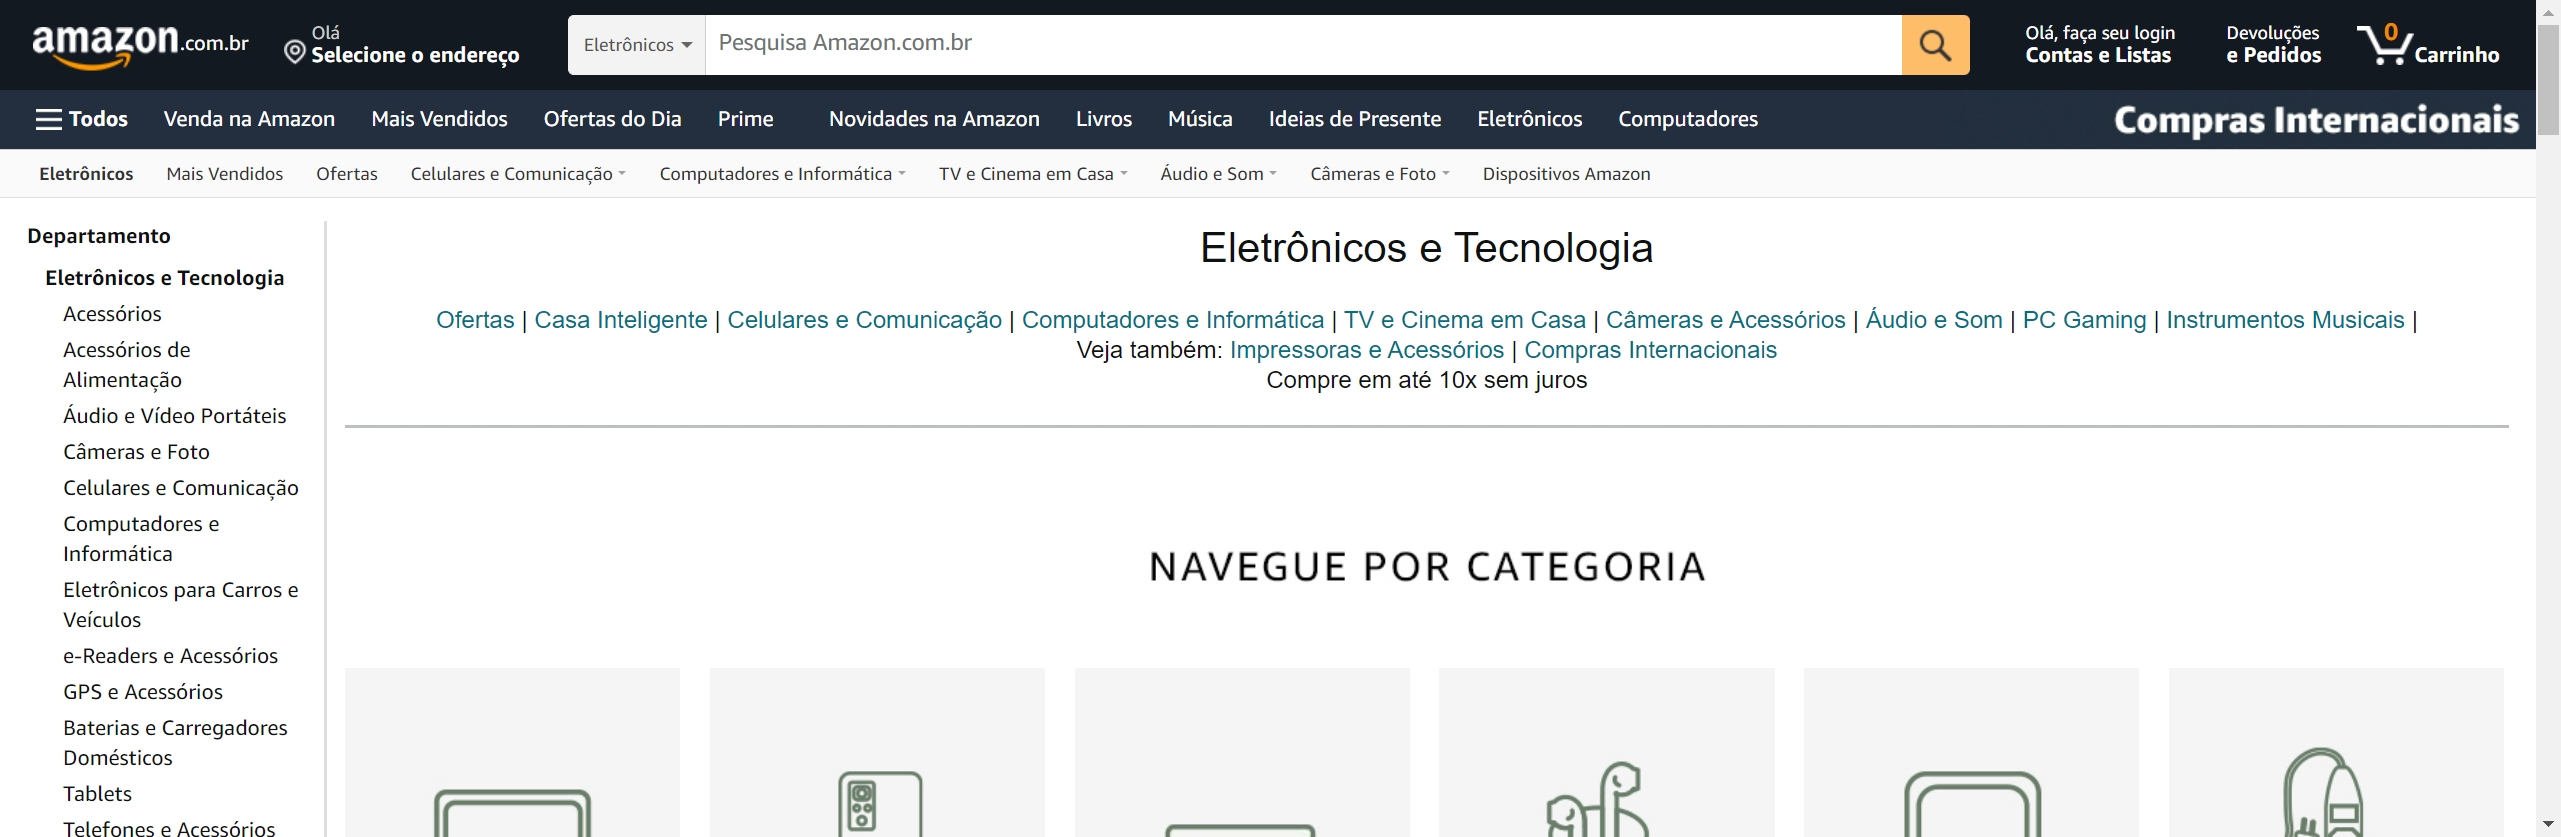 amazon.com.br
Olá
Selecione o endereço
Eletrônicos
Pesquisa Amazon.com.br
Olá, faça seu login
Contas e Listas
Devoluções
e Pedidos
0
Carrinho
Todos Venda na Amazon Mais Vendidos Ofertas do Dia Prime Novidades na Amazon Livros Música Ideias de Presente Eletrônicos Computadores Compras Internacionais
Eletrônicos Mais Vendidos Ofertas Celulares e Comunicação Computadores e Informática TV e Cinema em Casa Áudio e Som Câmeras e Foto Dispositivos Amazon
Departamento
Eletrônicos e Tecnologia
Acessórios
Acessórios de
Alimentação
Áudio e Vídeo Portáteis
Câmeras e Foto
Celulares e Comunicação
Computadores e
Informática
Eletrônicos para Carros e
Veículos
e-Readers e Acessórios
GPS e Acessórios
Baterias e Carregadores
Domésticos
Tablets
Telefones e Acessórios
Eletrônicos e Tecnologia
Ofertas | Casa Inteligente | Celulares e Comunicação | Computadores e Informática | TV e Cinema em Casa | Câmeras e Acessórios | Áudio e Som | PC Gaming | Instrumentos Musicais |
Veja também: Impressoras e Acessórios | Compras Internacionais
Compre em até 10x sem juros
NAVEGUE POR CATEGORIA